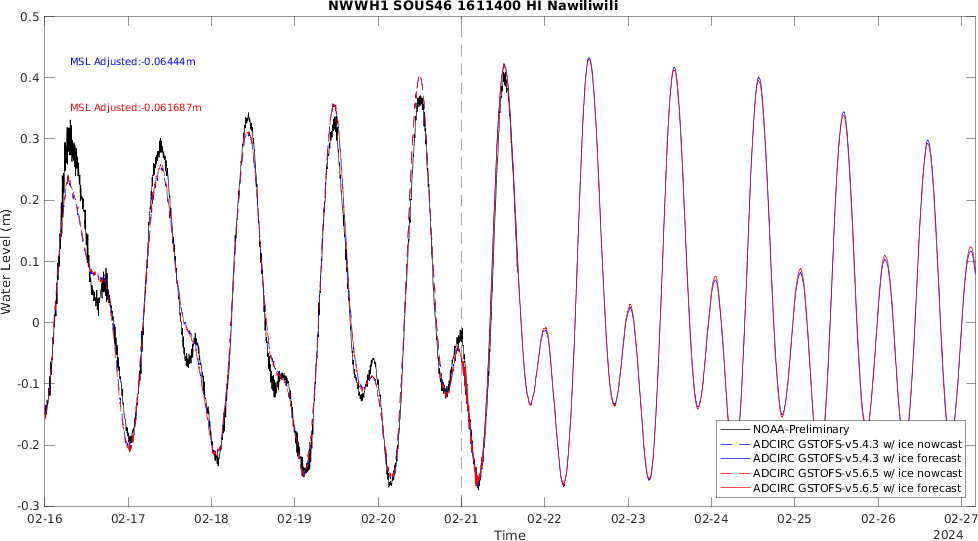 NWWH1 SOUS46 1611400 HI Nawiliwili
0.5
0.4
0.3
0.2
0.1
0
-0.1
-0.2
-0.3
Water Level (m)
MSL Adjusted:-0.06444m
MSL Adjusted:-0.061687m
NOAA-Preliminary
ADCIRC GSTOFS-v5.4.3 w/ ice nowcast
ADCIRC GSTOFS-v5.4.3 w/ ice forecast
ADCIRC GSTOFS-v5.6.5 w/ ice nowcast
ADCIRC GSTOFS-v5.6.5 w/ ice forecast
02-16 02-17 02-18 02-19 02-20 02-21 02-22 02-23 02-24 02-25 02-26 02-27
Time
2024